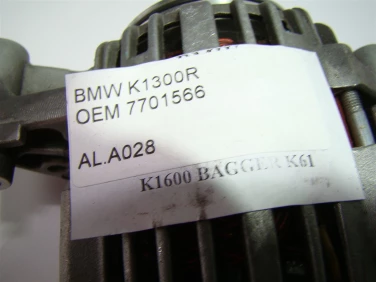 BMW K1300R
OEM 7701566
AL.A028
K1600 BAGGER K61